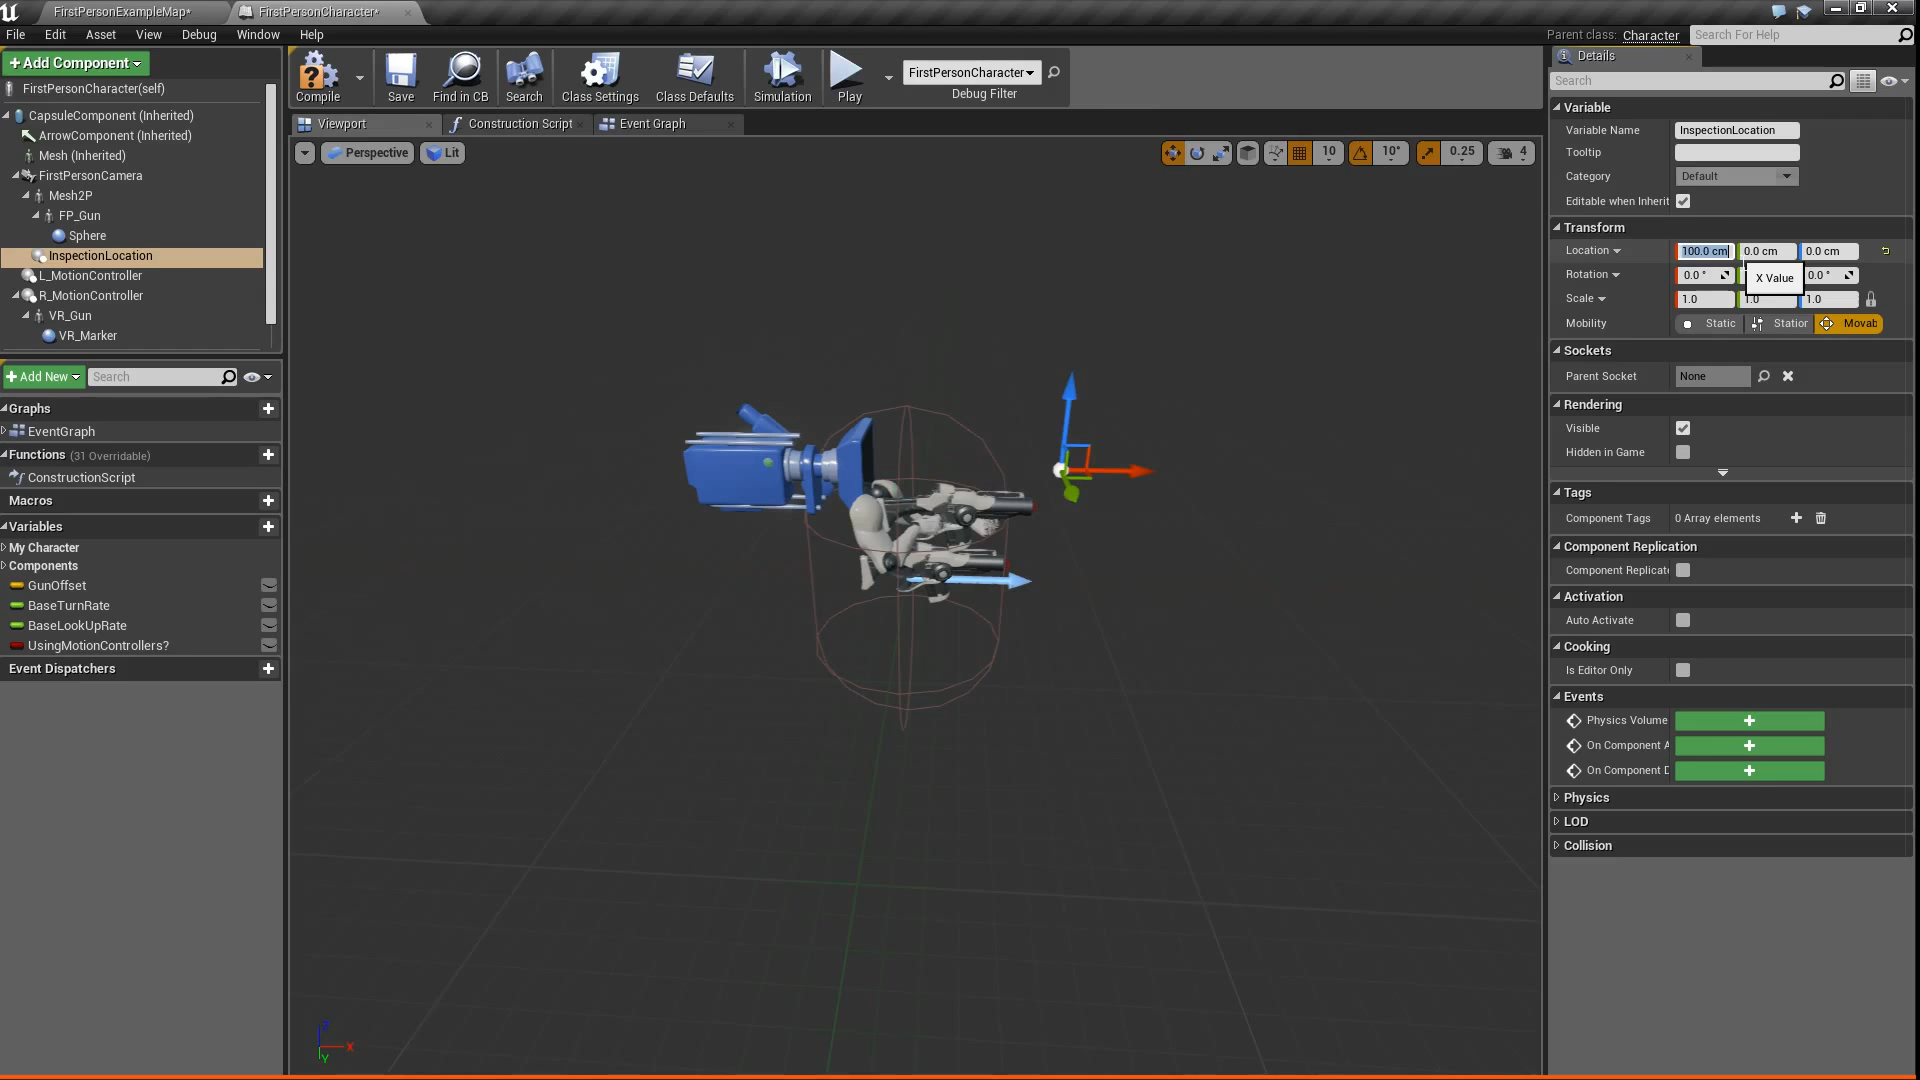 FirstPersonExampleMap*
FirstPersonCharacter*
File Edit Asset View Debug Window Help
Parent class: Character
Search For Help
Add Component
FirstPersonCharacter(self)
CapsuleComponent (Inherited)
ArrowComponent (Inherited)
Mesh (Inherited)
FirstPersonCamera
Mesh2P
FP_Gun
Sphere
InspectionLocation
L_MotionController
R_MotionController
VR_Gun
VR_Marker
Add New
Search
Graphs
EventGraph
Functions (31 Overridable)
ConstructionScript
Macros
Variables
My Character
Components
GunOffset
BaseTurnRate
BaseLookUpRate
UsingMotionControllers?
Event Dispatchers
Compile
Save
Find in CB
Search
Class Settings
Class Defaults
Simulation
Play
FirstPersonCharacter
Debug Filter
Viewport
Construction Script
Event Graph
Perspective
Lit
10
10°
0.25
4
Z
X
Y
Details
Search
Variable
Variable Name InspectionLocation
Tooltip
Category Default
Editable when Inherit
Transform
Location 100.0 cm 0.0 cm 0.0 cm
Rotation 0.0 ° 0.0 °
X Value
Scale 1.0 1.0 1.0
Mobility Static Station Movab
Sockets
Parent Socket None
Rendering
Visible
Hidden in Game
Tags
Component Tags 0 Array elements
Component Replication
Component Replicate
Activation
Auto Activate
Cooking
Is Editor Only
Events
Physics Volume
On Component A
On Component D
Physics
LOD
Collision